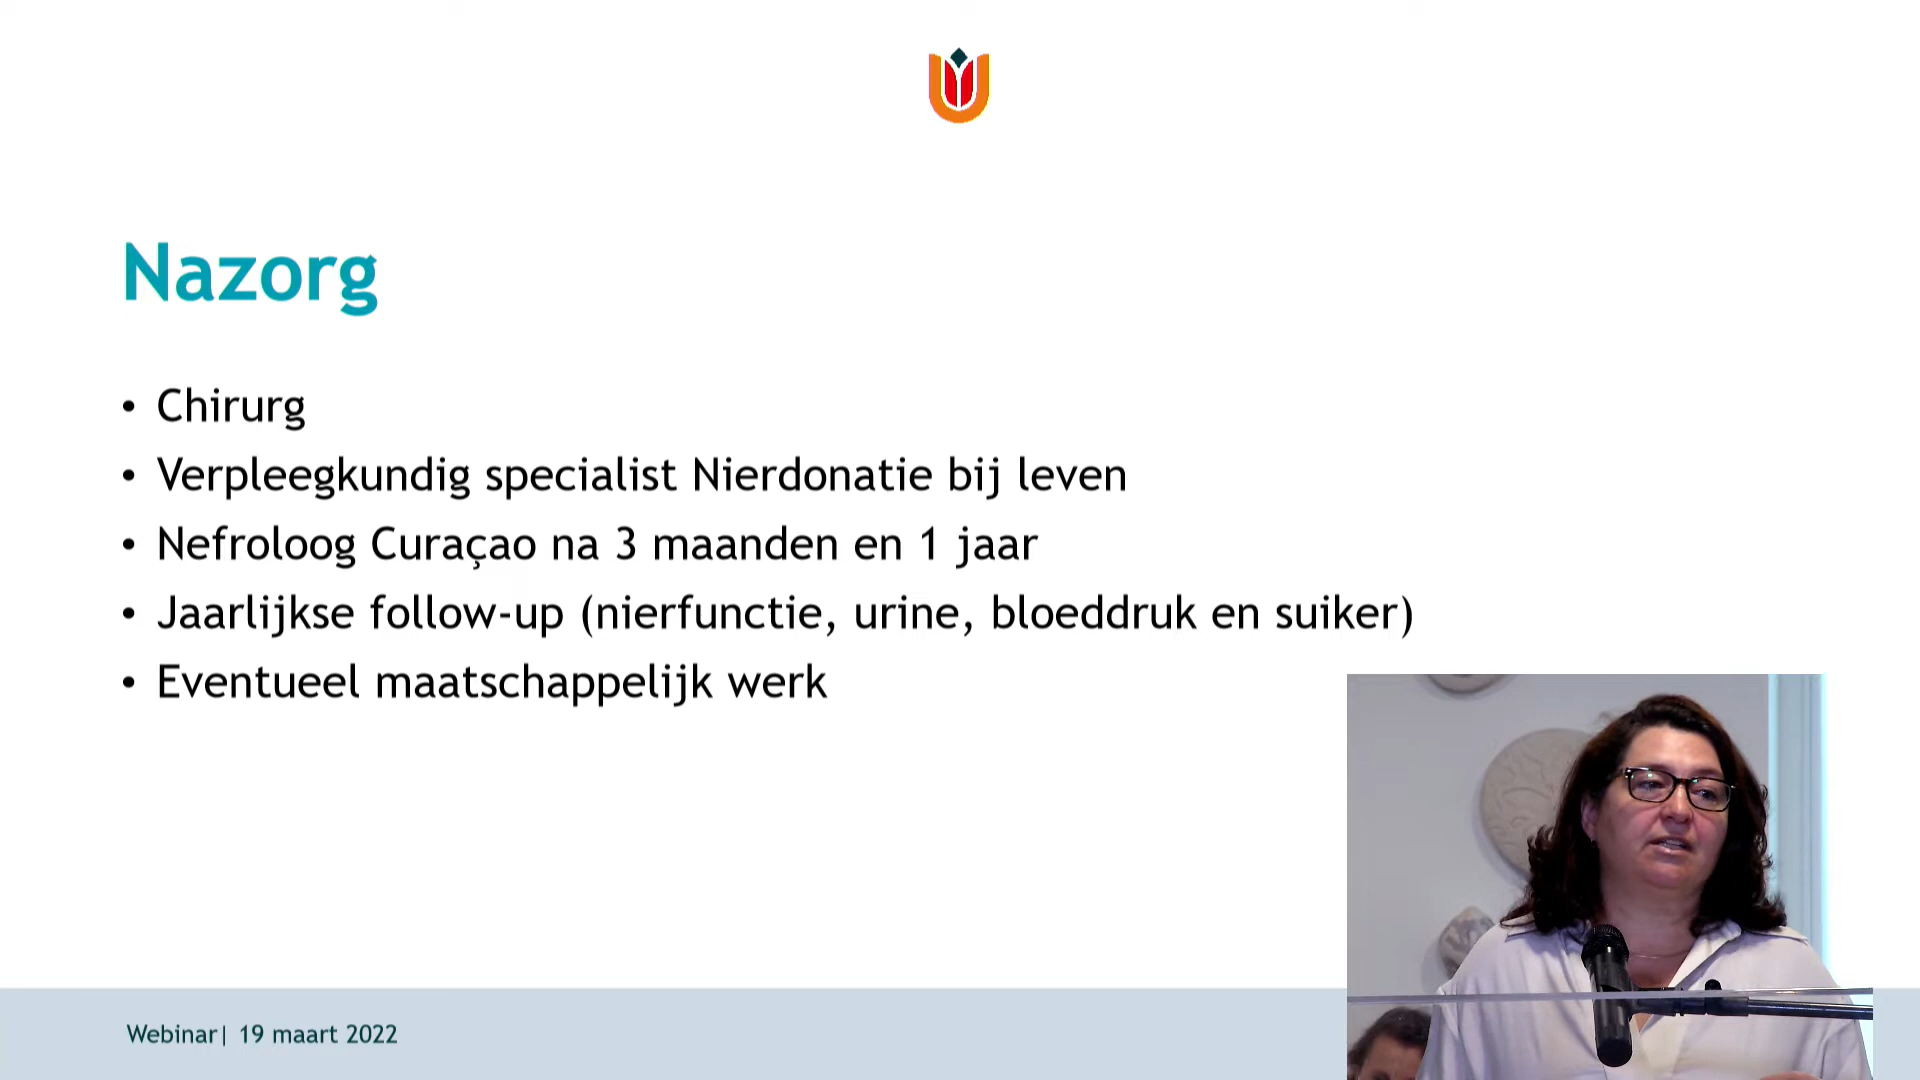 Nazorg
• Chirurg
• Verpleegkundig specialist Nierdonatie bij leven
• Nefroloog Curaçao na 3 maanden en 1 jaar
• Jaarlijkse follow-up (nierfunctie, urine, bloeddruk en suiker)
• Eventueel maatschappelijk werk
Webinar| 19 maart 2022